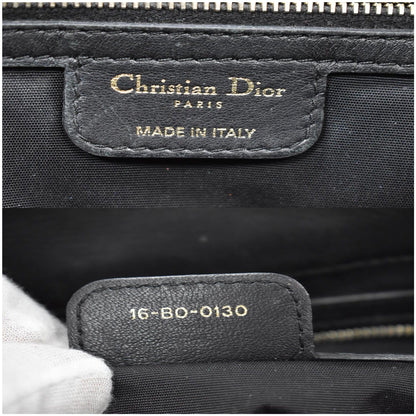 Christian Dior
PARIS
MADE IN ITALY
16-BO-0130